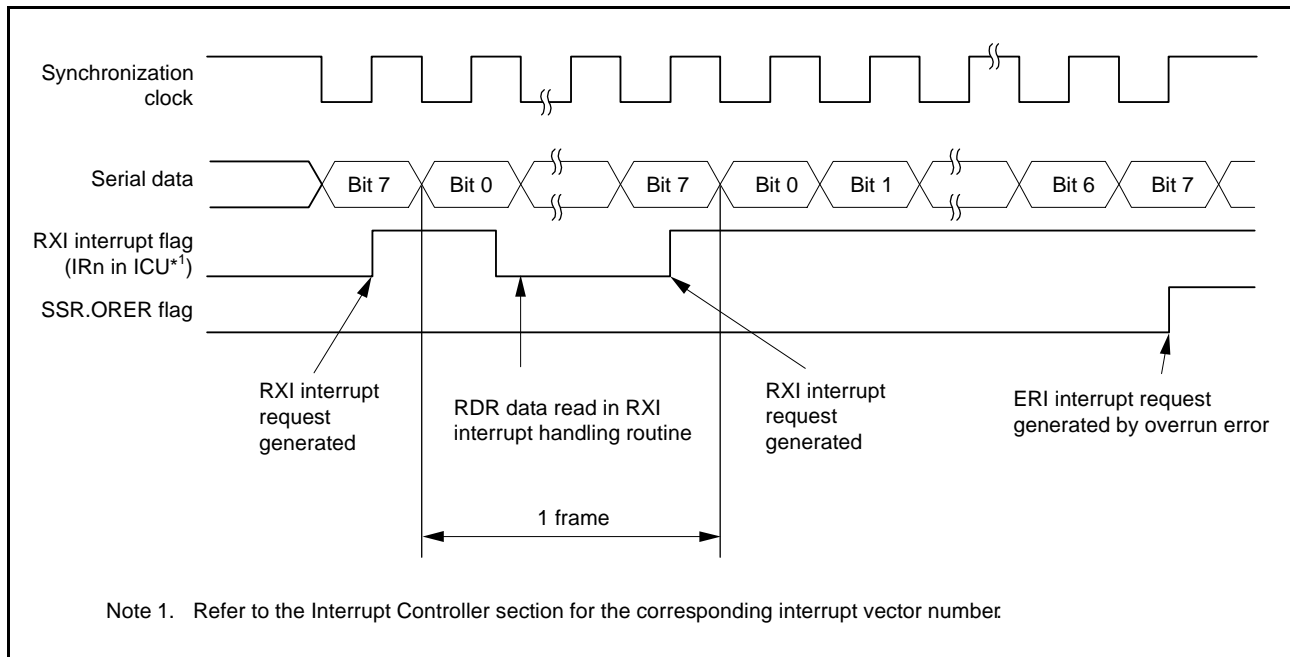 Synchronization
clock
Serial data
Bit 7
Bit 0
Bit 7
Bit 0
Bit 1
Bit 6
Bit 7
RXI interrupt flag
(IRn in ICU*1)
SSR.ORER flag
RXI interrupt
request
generated
RDR data read in RXI
interrupt handling routine
RXI interrupt
request
generated
ERI interrupt request
generated by overrun error
1 frame
Note 1. Refer to the Interrupt Controller section for the corresponding interrupt vector number.